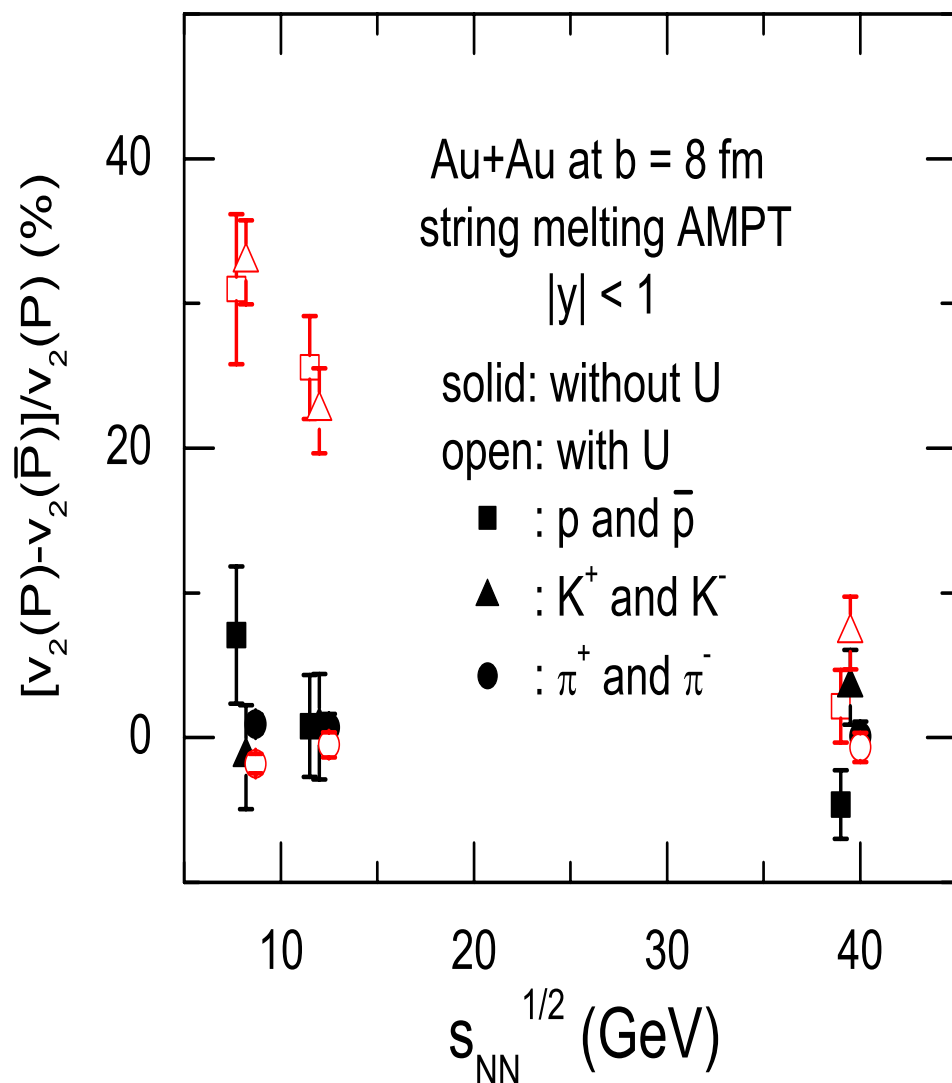 [v₂(P)-v₂(P̅)]/v₂(P) (%)
40
20
0
Au+Au at b = 8 fm
string melting AMPT
|y| < 1
solid: without U
open: with U
: p and p̅
: K⁺ and K⁻
: π⁺ and π⁻
10 20 30 40
s_NN^1/2 (GeV)